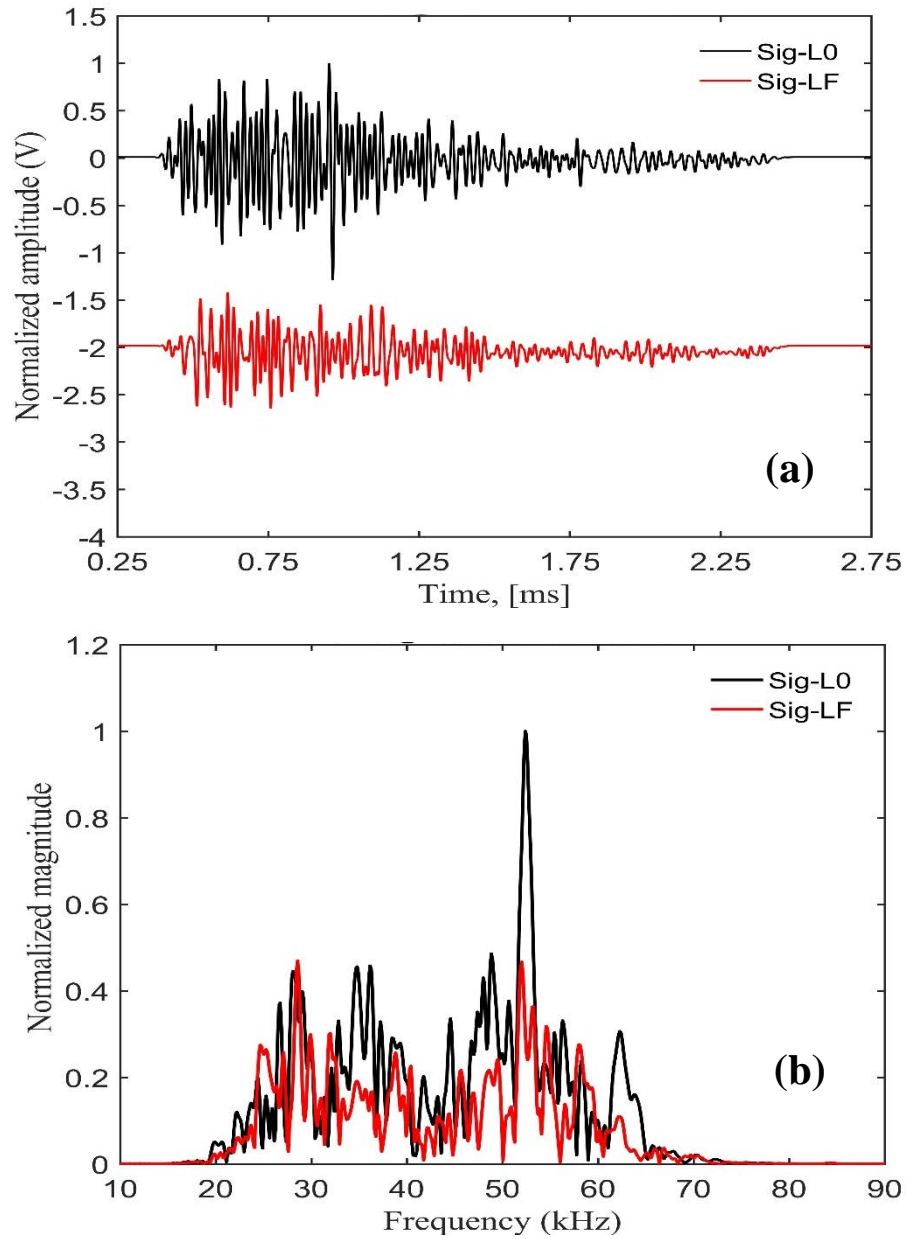 1.5
1
0.5
0
-0.5
-1
-1.5
-2
-2.5
-3
-3.5
-4
Normalized amplitude (V)
Sig-L0
Sig-LF
(a)
0.25 0.75 1.25 1.75 2.25 2.75
Time, [ms]
1.2
1
0.8
0.6
0.4
0.2
0
Normalized magnitude
Sig-L0
Sig-LF
(b)
10 20 30 40 50 60 70 80 90
Frequency (kHz)